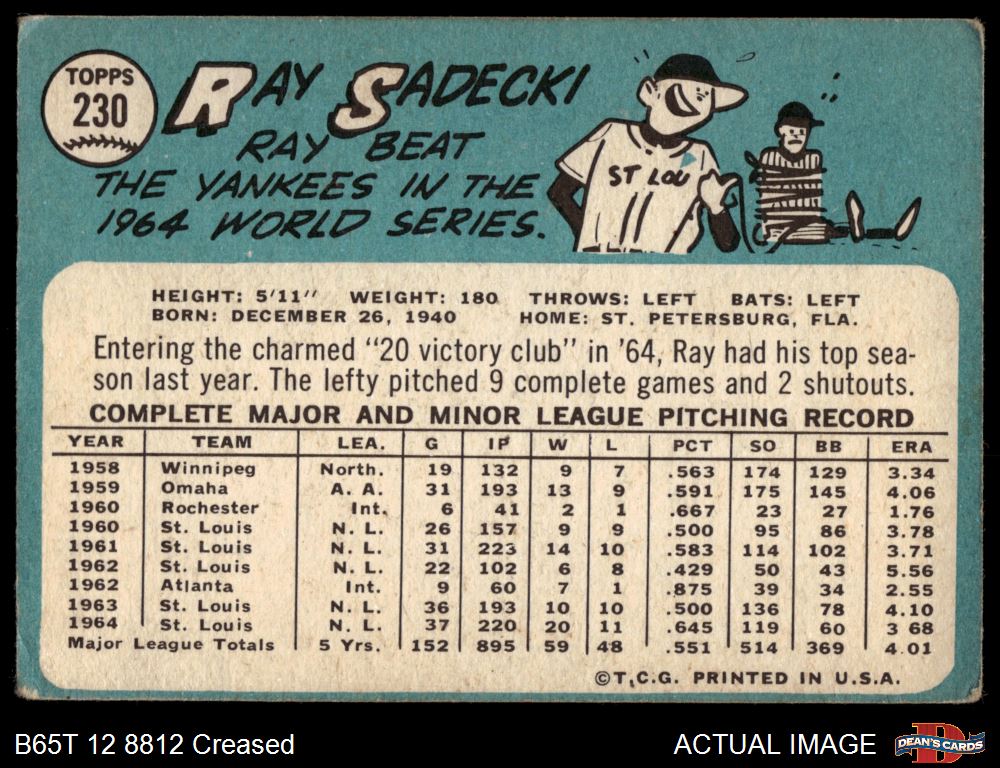 TOPPS
230
RAY SADECKI
RAY BEAT
THE YANKEES IN THE
1964 WORLD SERIES.
ST LOU
HEIGHT: 5'11" WEIGHT: 180 THROWS: LEFT BATS: LEFT
BORN: DECEMBER 26, 1940 HOME: ST. PETERSBURG, FLA.
Entering the charmed "20 victory club" in '64, Ray had his top sea-
son last year. The lefty pitched 9 complete games and 2 shutouts.
COMPLETE MAJOR AND MINOR LEAGUE PITCHING RECORD
YEAR TEAM LEA. G IP W L PCT SO BB ERA
1958 Winnipeg North. 19 132 9 7 .563 174 129 3.34
1959 Omaha A. A. 31 193 13 9 .591 175 145 4.06
1960 Rochester Int. 6 41 2 1 .667 23 27 1.76
1960 St. Louis N. L. 26 157 9 9 .500 95 86 3.78
1961 St. Louis N. L. 31 223 14 10 .583 114 102 3.71
1962 St. Louis N. L. 22 102 6 8 .429 50 43 5.56
1962 Atlanta Int. 9 60 7 1 .875 39 34 2.55
1963 St. Louis N. L. 36 193 10 10 .500 136 78 4.10
1964 St. Louis N. L. 37 220 20 11 .645 119 60 3 68
Major League Totals 5 Yrs. 152 895 59 48 .551 514 369 4.01
©T.C.G. PRINTED IN U.S.A.
B65T 12 8812 Creased
ACTUAL IMAGE
DEAN'S CARDS